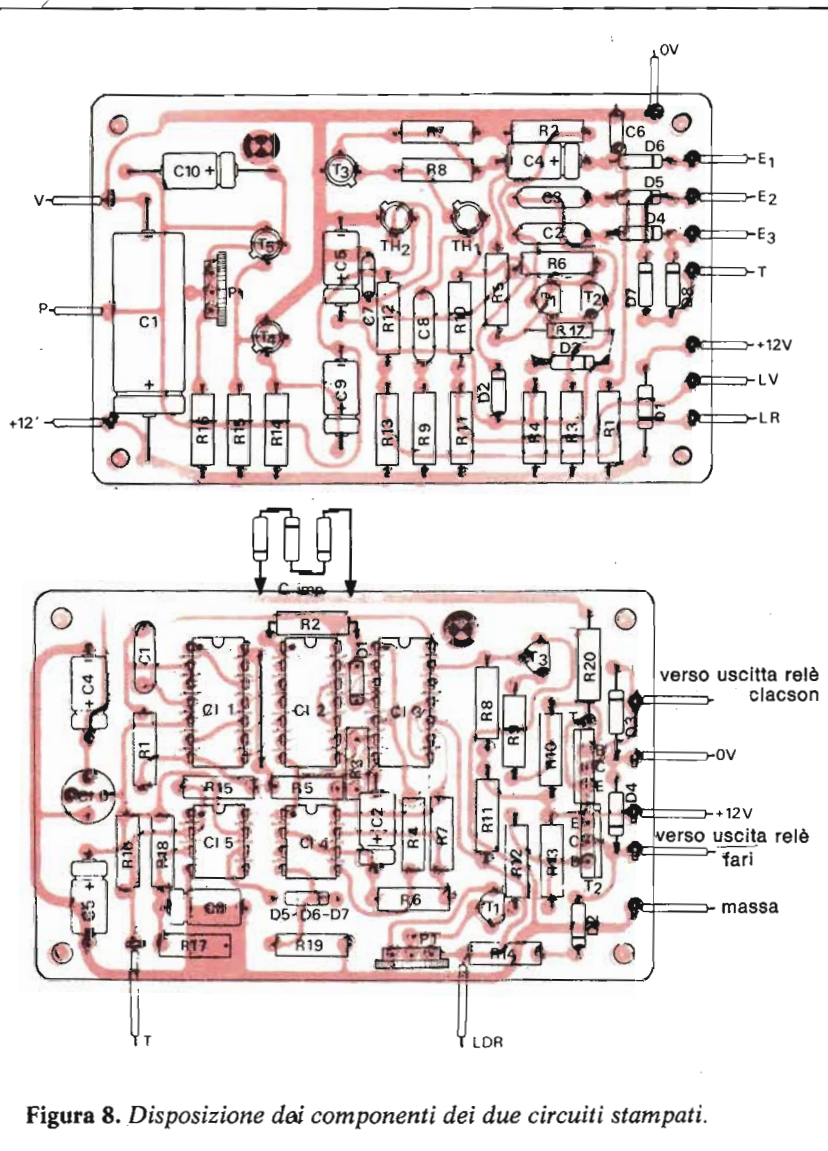 0V
R7
R2
C6
C4 +
D6
E1
C10 +
T3
R8
D5
E2
C3
V
D4
E3
TH2
TH1
C2
T5
C5
R6
T
P
R5
T1
T2
D7
D8
C7
R12
C8
R10
P
C1
R17
T4
+12V
D2
C9
LV
D1
+
LR
+12'
R16
R15
R14
R13
R9
R11
R4
R3
R1
C imp
R2
C1
D1
T3
R20
verso uscitta relè
clacson
+ C4
CI 1
CI 2
CI 3
R8
R9
D3
R1
R10
0V
R3
R15
R5
D4
+12V
R11
verso uscita relè
fari
CI 5
CI 4
C2
R4
R7
R16
R18
R12
R13
T2
C5 +
R6
T1
massa
D5-D6-D7
D2
R17
R19
P1
R14
T
LDR
Figura 8. Disposizione dai componenti dei due circuiti stampati.